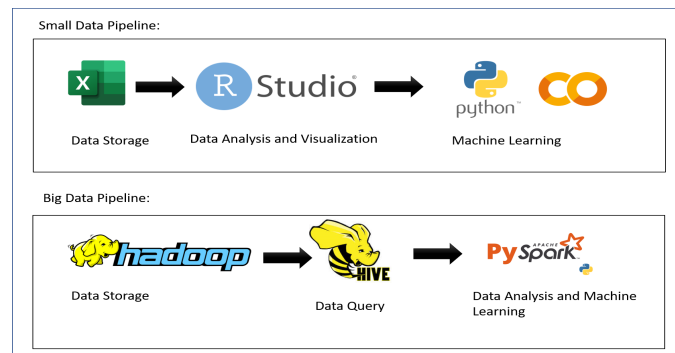 Small Data Pipeline:
R Studio
python
Data Storage
Data Analysis and Visualization
Machine Learning
Big Data Pipeline:
hadoop
HIVE
APACHE
PySpark
Data Storage
Data Query
Data Analysis and Machine
Learning